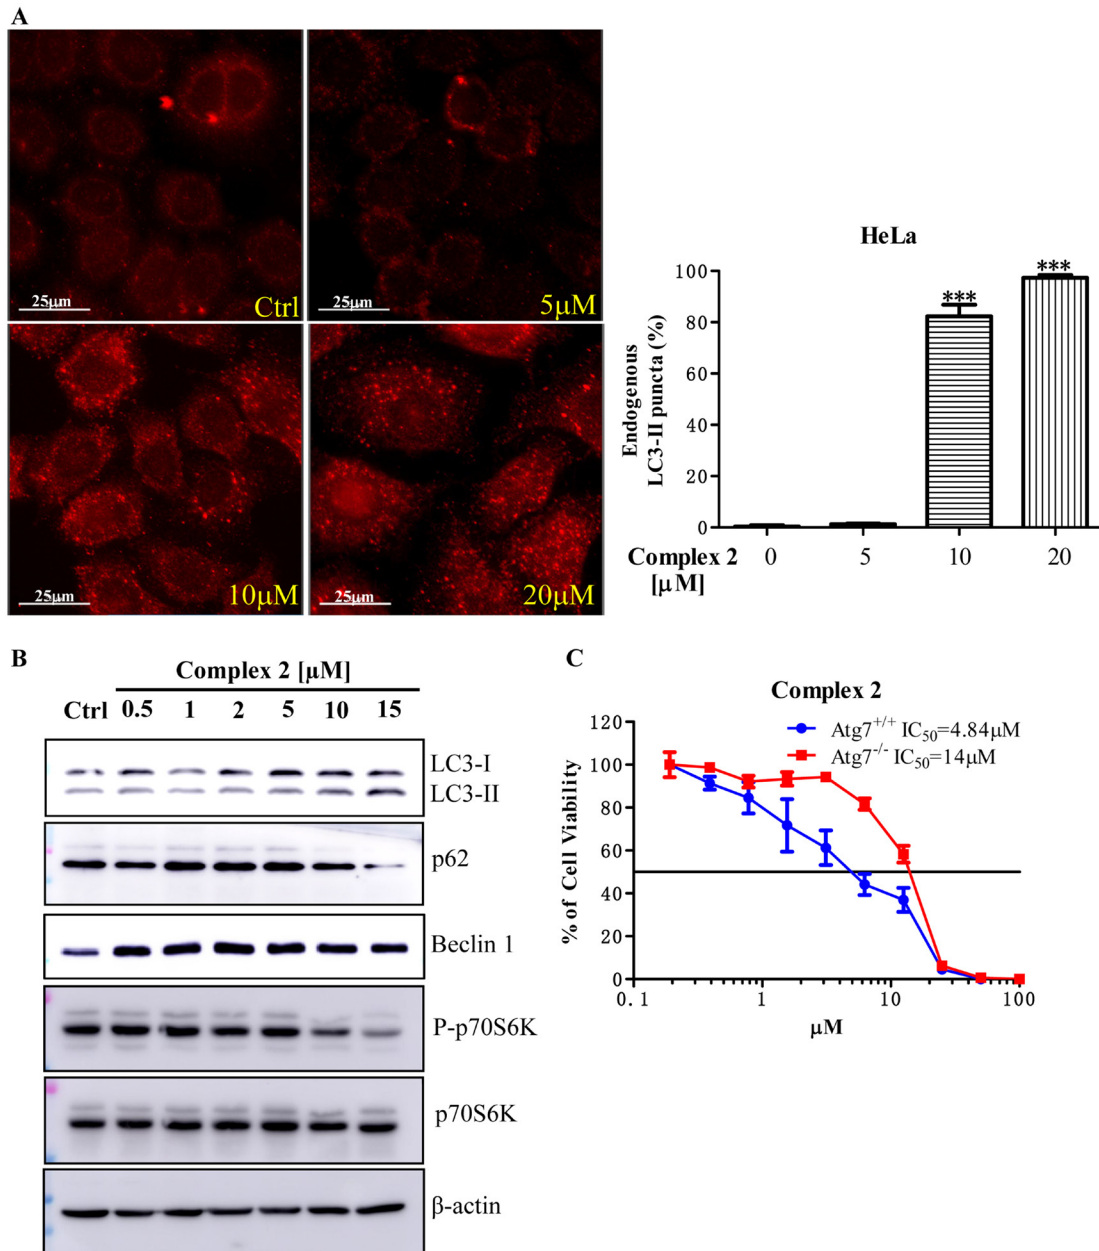 A
25μm
Ctrl
25μm
5μM
25μm
10μM
25μm
20μM
HeLa
Endogenous
LC3-II puncta (%)
100
80
60
40
20
0
***
***
Complex 2
[μM]
0
5
10
20
B
Complex 2 [μM]
Ctrl 0.5 1 2 5 10 15
LC3-I
LC3-II
p62
Beclin 1
P-p70S6K
p70S6K
β-actin
C
Complex 2
Atg7+/+ IC50=4.84μM
Atg7-/- IC50=14μM
% of Cell Viability
120
100
80
60
40
20
0
0.1 1 10 100
μM